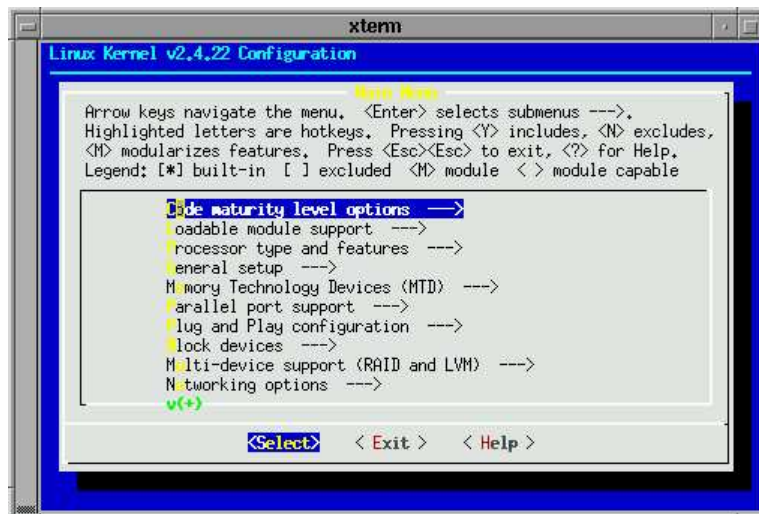 xterm
Linux Kernel v2.4.22 Configuration
Main Menu
Arrow keys navigate the menu. <Enter> selects submenus --->.
Highlighted letters are hotkeys. Pressing <Y> includes, <N> excludes,
<M> modularizes features. Press <Esc><Esc> to exit, <?> for Help.
Legend: [*] built-in [ ] excluded <M> module < > module capable
Code maturity level options --->
Loadable module support --->
Processor type and features --->
General setup --->
Memory Technology Devices (MTD) --->
Parallel port support --->
Plug and Play configuration --->
Block devices --->
Multi-device support (RAID and LVM) --->
Networking options --->
v(+)
<Select> < Exit > < Help >